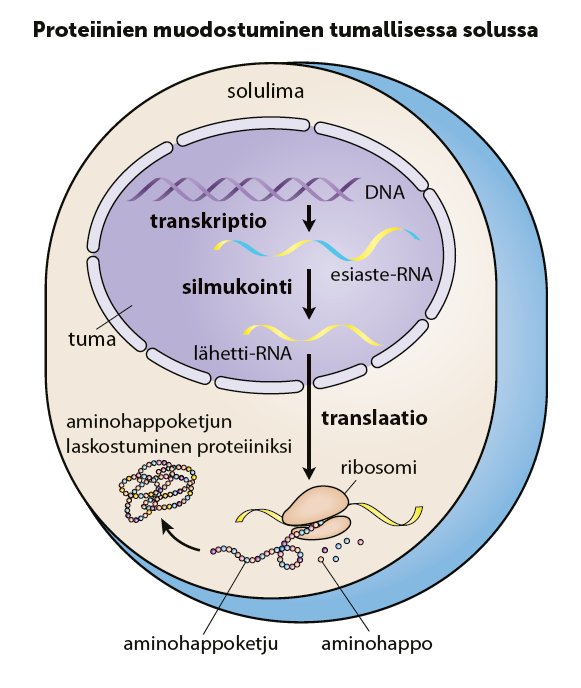 Proteiinien muodostuminen tumallisessa solussa
solulima
DNA
transkriptio
esiaste-RNA
silmukointi
tuma
lähetti-RNA
translaatio
aminohappoketjun
laskostuminen proteiiniksi
ribosomi
aminohappoketju
aminohappo